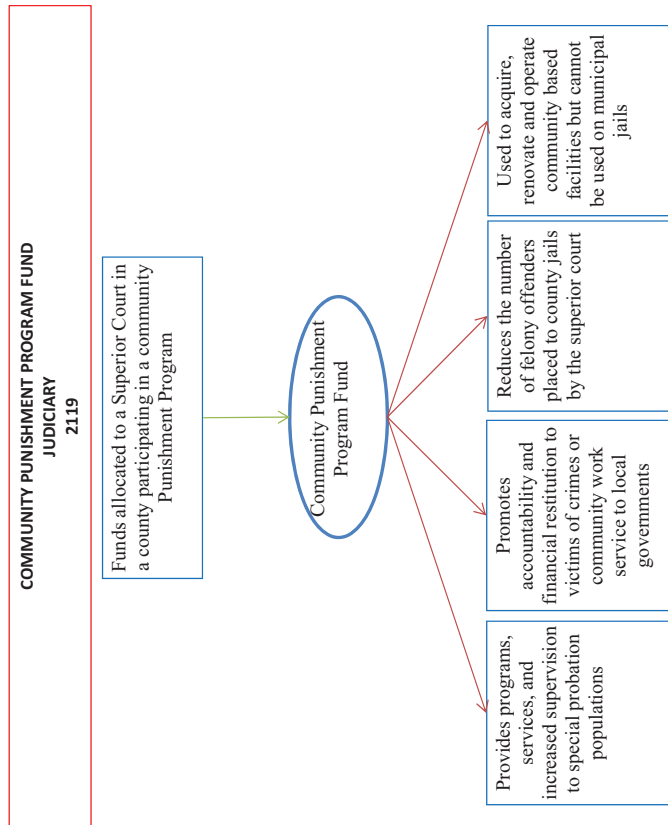 COMMUNITY PUNISHMENT PROGRAM FUND
JUDICIARY
2119
Funds allocated to a Superior Court in
a county participating in a community
Punishment Program
Community Punishment
Program Fund
Provides programs,
services, and
increased supervision
to special probation
populations
Promotes
accountability and
financial restitution to
victims of crimes or
community work
service to local
governments
Reduces the number
of felony offenders
placed to county jails
by the superior court
Used to acquire,
renovate and operate
community based
facilities but cannot
be used on municipal
jails